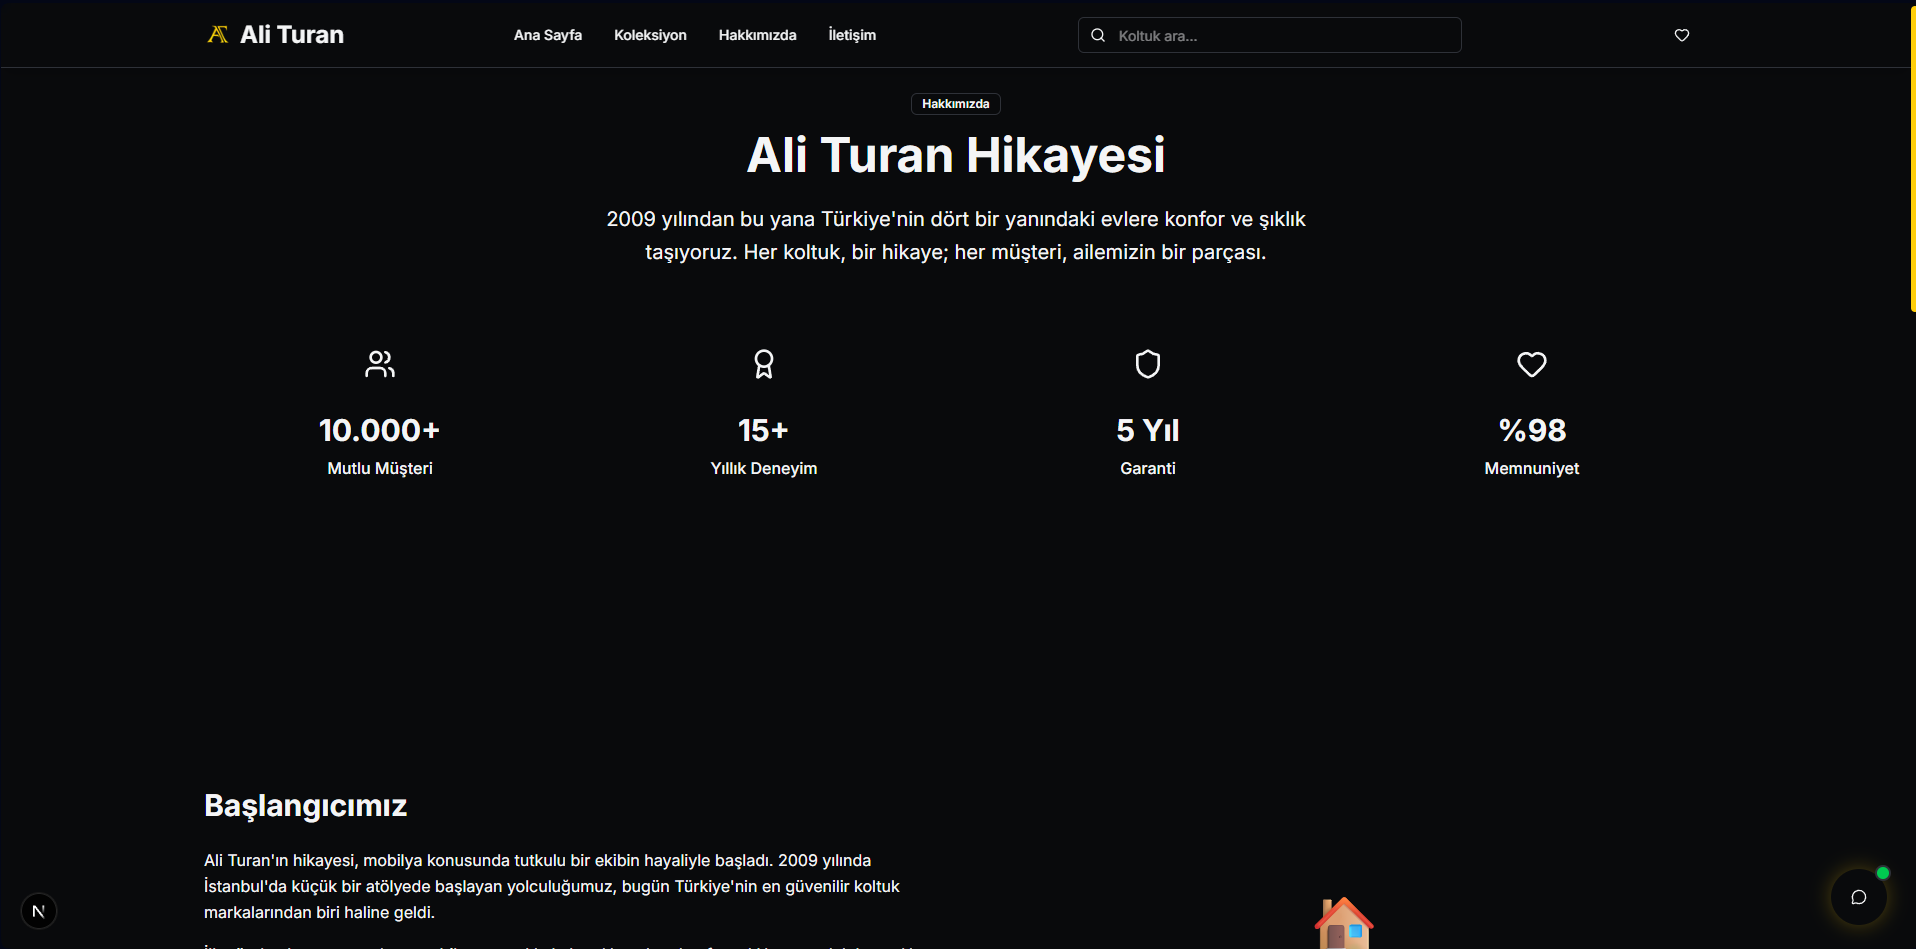 Ali Turan
Ana Sayfa
Koleksiyon
Hakkımızda
İletişim
Koltuk ara...
Hakkımızda
Ali Turan Hikayesi
2009 yılından bu yana Türkiye'nin dört bir yanındaki evlere konfor ve şıklık
taşıyoruz. Her koltuk, bir hikaye; her müşteri, ailemizin bir parçası.
10.000+
Mutlu Müşteri
15+
Yıllık Deneyim
5 Yıl
Garanti
%98
Memnuniyet
Başlangıcımız
Ali Turan'ın hikayesi, mobilya konusunda tutkulu bir ekibin hayaliyle başladı. 2009 yılında
İstanbul'da küçük bir atölyede başlayan yolculuğumuz, bugün Türkiye'nin en güvenilir koltuk
markalarından biri haline geldi.
N